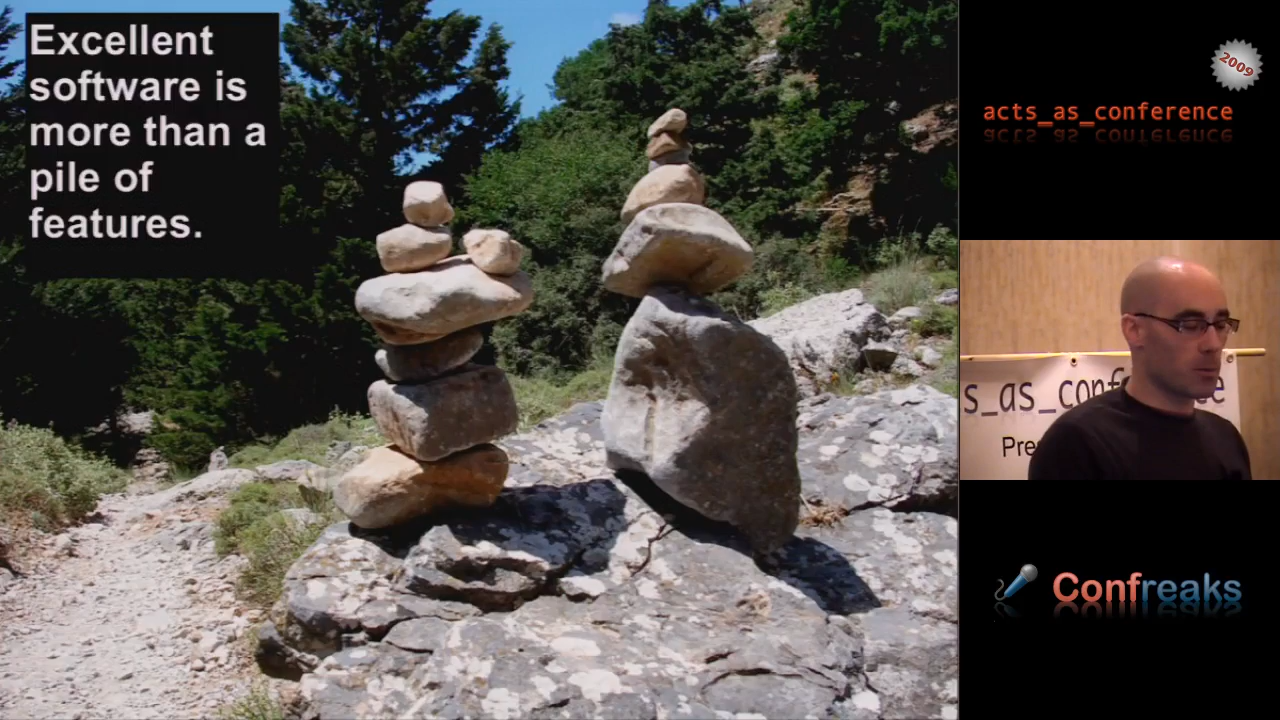 Excellent
software is
more than a
pile of
features.
2009
acts_as_conference
s_as_conf e
Pre
Confreaks